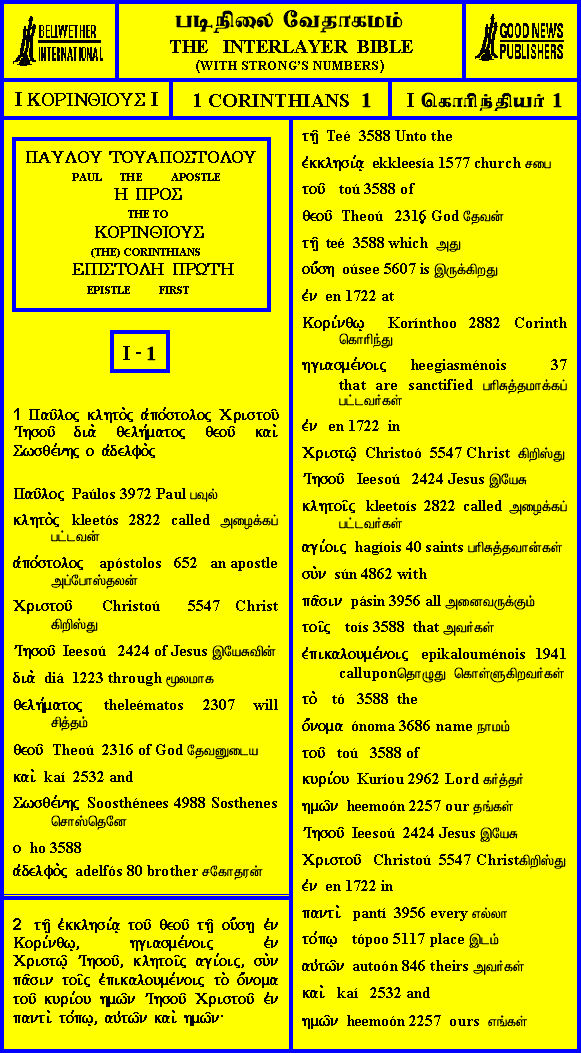 BELLWETHER
INTERNATIONAL
படிநிலை வேதாகமம்
THE INTERLAYER BIBLE
(WITH STRONG'S NUMBERS)
GOOD NEWS
PUBLISHERS
I ΚΟΡΙΝΘΙΟΥΣ I
1 CORINTHIANS 1
I கொரிந்தியர் 1
ΠΑΥΛΟΥ ΤΟΥΑΠΟΣΤΟΛΟΥ
PAUL THE APOSTLE
Η ΠΡΟΣ
THE TO
ΚΟΡΙΝΘΙΟΥΣ
(THE) CORINTHIANS
ΕΠΙΣΤΟΛΗ ΠΡΩΤΗ
EPISTLE FIRST
I - 1
1 Παῦλος κλητὸς ἀπόστολος Χριστοῦ
Ἰησοῦ διὰ θελήματος θεοῦ καὶ
Σωσθένης ο ἀδελφὸς
Παῦλος Paúlos 3972 Paul பவுல்
κλητὸς kleetós 2822 called அழைக்கப்
பட்டவன்
ἀπόστολος apóstolos 652 an apostle
அப்போஸ்தலன்
Χριστοῦ Christoú 5547 Christ
கிறிஸ்து
Ἰησοῦ Ieesoú 2424 of Jesus இயேசுவின்
διὰ diá 1223 through மூலமாக
θελήματος theleématos 2307 will
சித்தம்
θεοῦ Theoú 2316 of God தேவனுடைய
καὶ kaí 2532 and
Σωσθένης Soosthénees 4988 Sosthenes
சொஸ்தெனே
ο ho 3588
ἀδελφὸς adelfós 80 brother சகோதரன்
2 τῇ ἐκκλησίᾳ τοῦ θεοῦ τῇ οὔσῃ ἐν
Κορίνθῳ, ηγιασμένοις ἐν
Χριστῷ Ἰησοῦ, κλητοῖς αγίοις, σὺν
πᾶσιν τοῖς ἐπικαλουμένοις τὸ ὄνομα
τοῦ κυρίου ημῶν Ἰησοῦ Χριστοῦ ἐν
παντὶ τόπῳ, αὐτῶν καὶ ημῶν·
τῇ Teé 3588 Unto the
ἐκκλησίᾳ ekkleesía 1577 church சபை
τοῦ toú 3588 of
θεοῦ Theoú 2316 God தேவன்
τῇ teé 3588 which அது
οὔσῃ oúsee 5607 is இருக்கிறது
ἐν en 1722 at
Κορίνθῳ Korínthoo 2882 Corinth
கொரிந்து
ηγιασμένοις heegiasménois 37
that are sanctified பரிசுத்தமாக்கப்
பட்டவர்கள்
ἐν en 1722 in
Χριστῷ Christoó 5547 Christ கிறிஸ்து
Ἰησοῦ Ieesoú 2424 Jesus இயேசு
κλητοῖς kleetoís 2822 called அழைக்கப்
பட்டவர்கள்
αγίοις hagíois 40 saints பரிசுத்தவான்கள்
σὺν sún 4862 with
πᾶσιν pásin 3956 all அனைவருக்கும்
τοῖς toís 3588 that அவர்கள்
ἐπικαλουμένοις epikalouménois 1941
calluponதொழுது கொள்ளுகிறவர்கள்
τὸ tó 3588 the
ὄνομα ónoma 3686 name நாமம்
τοῦ toú 3588 of
κυρίου Kuríou 2962 Lord கர்த்தர்
ημῶν heemoón 2257 our தங்கள்
Ἰησοῦ Ieesoú 2424 Jesus இயேசு
Χριστοῦ Christoú 5547 Christகிறிஸ்து
ἐν en 1722 in
παντὶ pantí 3956 every எல்லா
τόπῳ tópoo 5117 place இடம்
αὐτῶν autoón 846 theirs அவர்கள்
καὶ kaí 2532 and
ημῶν heemoón 2257 ours எங்கள்